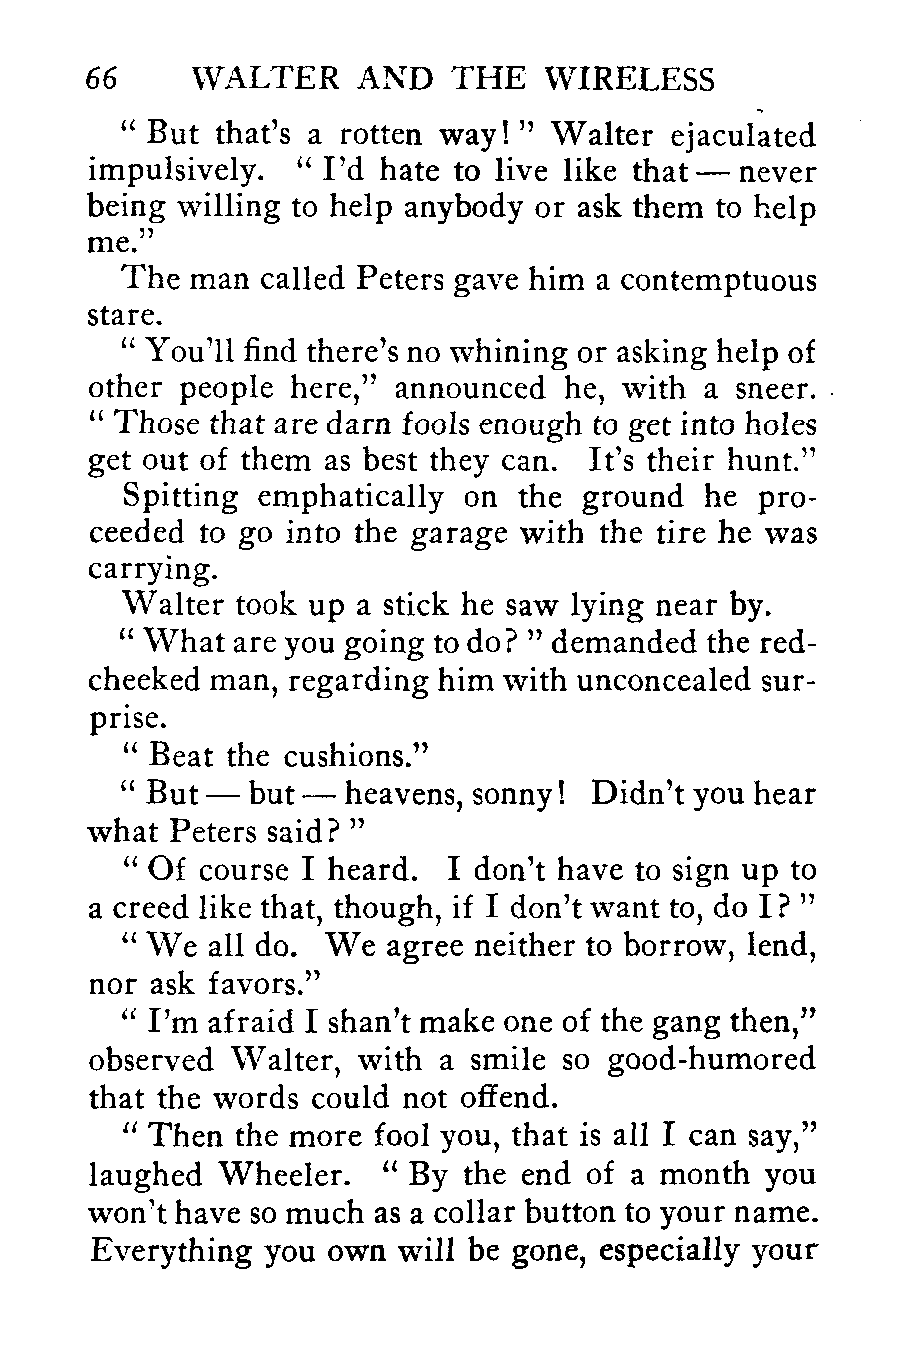 66 WALTER AND THE WIRELESS
“ But that’s a rotten way! ” Walter ejaculated
impulsively. “ I’d hate to live like that — never
being willing to help anybody or ask them to help
me.”
The man called Peters gave him a contemptuous
stare.
“ You’ll find there’s no whining or asking help of
other people here,” announced he, with a sneer.
“ Those that are darn fools enough to get into holes
get out of them as best they can. It’s their hunt.”
Spitting emphatically on the ground he pro-
ceeded to go into the garage with the tire he was
carrying.
Walter took up a stick he saw lying near by.
“ What are you going to do? ” demanded the red-
cheeked man, regarding him with unconcealed sur-
prise.
“ Beat the cushions.”
“ But — but — heavens, sonny! Didn’t you hear
what Peters said? ”
“ Of course I heard. I don’t have to sign up to
a creed like that, though, if I don’t want to, do I? ”
“ We all do. We agree neither to borrow, lend,
nor ask favors.”
“ I’m afraid I shan’t make one of the gang then,”
observed Walter, with a smile so good-humored
that the words could not offend.
“ Then the more fool you, that is all I can say,”
laughed Wheeler. “ By the end of a month you
won’t have so much as a collar button to your name.
Everything you own will be gone, especially your